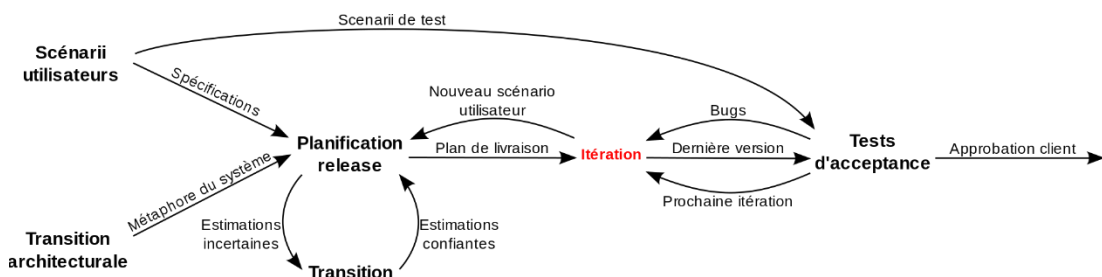 Scenarii de test
Scénarii
utilisateurs
Spécifications
Nouveau scénario
utilisateur
Bugs
Planification
release
Plan de livraison
Itération
Dernière version
Tests
d'acceptance
Approbation client
Métaphore du système
Prochaine itération
Estimations
incertaines
Estimations
confiantes
Transition
architecturale
Transition